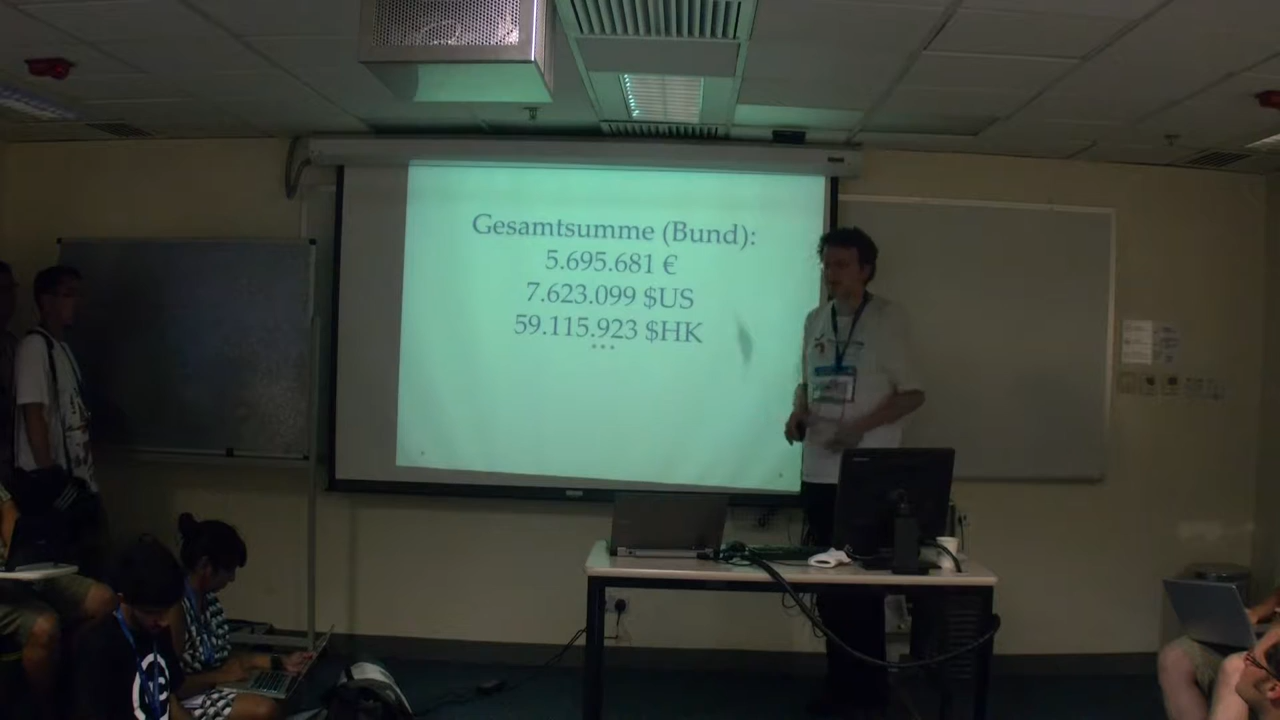 Gesamtsumme (Bund):
5.695.681 €
7.623.099 $US
59.115.923 $HK
...